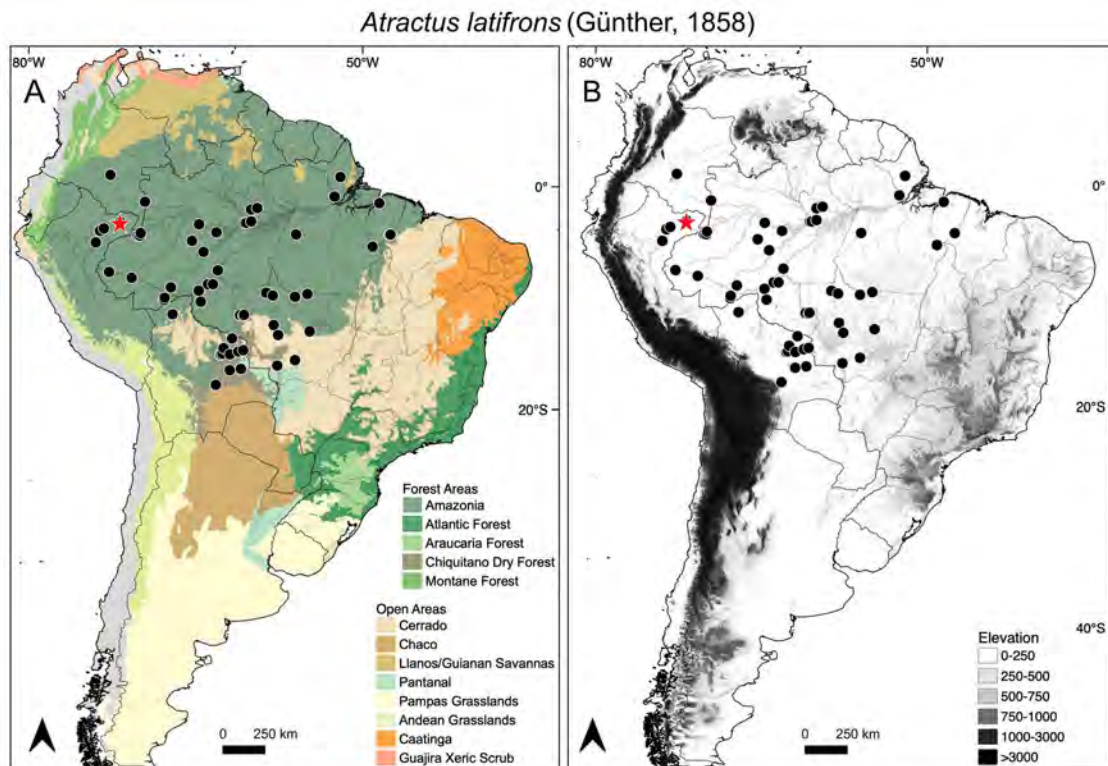 Atractus latifrons (Günther, 1858)
A
80°W
50°W
0°
20°S
Forest Areas
Amazonia
Atlantic Forest
Araucaria Forest
Chiquitano Dry Forest
Montane Forest
Open Areas
Cerrado
Chaco
Llanos/Guianan Savannas
Pantanal
Pampas Grasslands
Andean Grasslands
Caatinga
Guajira Xeric Scrub
0 250 km
B
80°W
50°W
0°
20°S
40°S
Elevation
0-250
250-500
500-750
750-1000
1000-3000
>3000
0 250 km